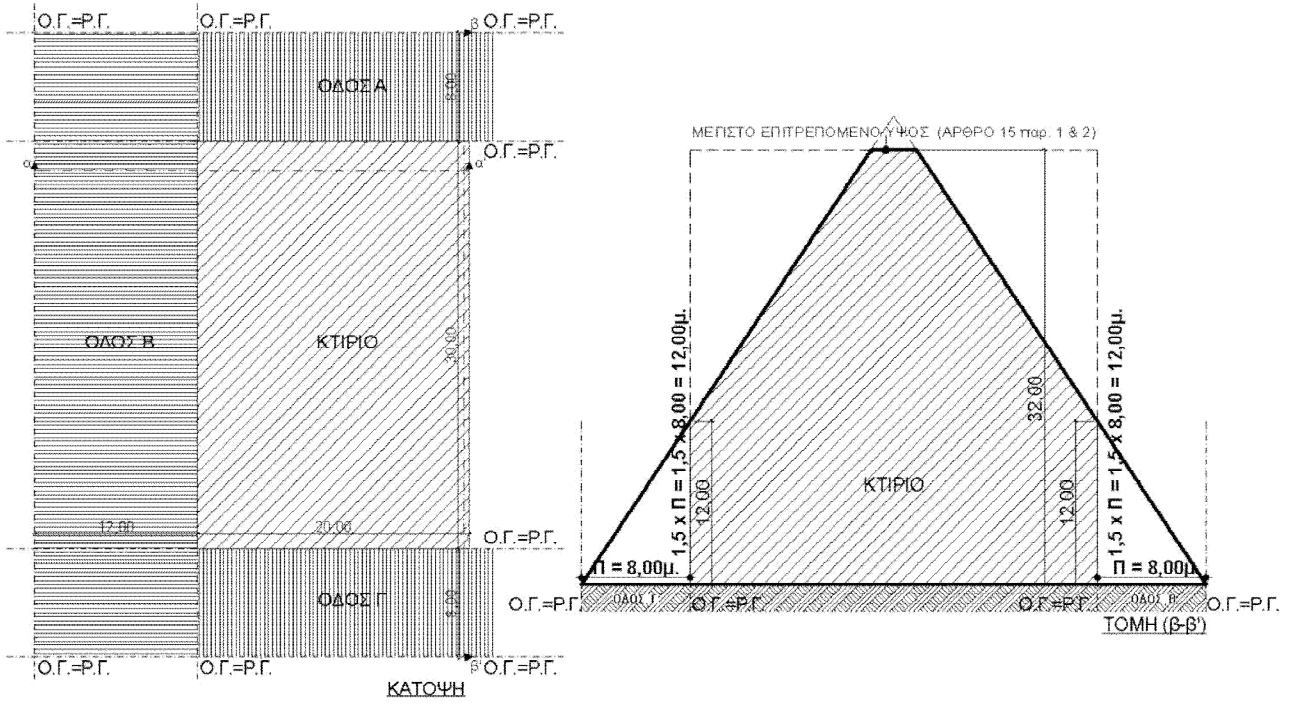 Ο.Γ.=Ρ.Γ. Ο.Γ.=Ρ.Γ. β Ο.Γ.=Ρ.Γ.
ΟΔΟΣ Α
8,00
Ο.Γ.=Ρ.Γ.
α α'
ΟΔΟΣ Β
ΚΤΙΡΙΟ
30,00
12,00
20,00
Ο.Γ.=Ρ.Γ.
ΟΔΟΣ Γ
8,00
Ο.Γ.=Ρ.Γ. Ο.Γ.=Ρ.Γ. β' Ο.Γ.=Ρ.Γ.
ΚΑΤΟΨΗ
ΜΕΓΙΣΤΟ ΕΠΙΤΡΕΠΟΜΕΝΟ ΥΨΟΣ (ΑΡΘΡΟ 15 παρ. 1 & 2)
1,5 x Π = 1,5 x 8,00 = 12,00μ.
12.00
32.00
ΚΤΙΡΙΟ
12.00
1,5 x Π = 1,5 x 8,00 = 12,00μ.
Π = 8,00μ.
Π = 8,00μ.
Ο.Γ.=Ρ.Γ. ΟΔΟΣ Γ Ο.Γ.=Ρ.Γ. Ο.Γ.=Ρ.Γ. ΟΔΟΣ Ο.Γ.=Ρ.Γ.
ΤΟΜΗ (β-β')